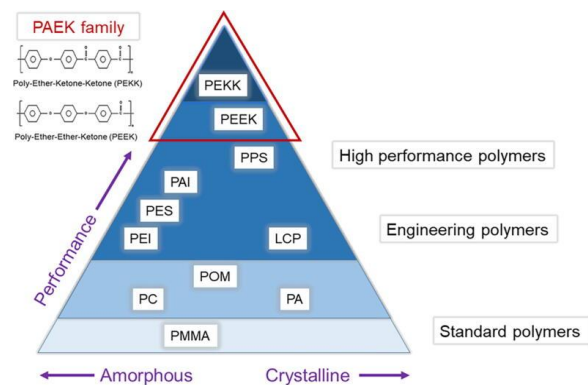 PAEK family
Poly-Ether-Ketone-Ketone (PEKK)
Poly-Ether-Ether-Ketone (PEEK)
PEKK
PEEK
PPS
High performance polymers
PAI
PES
PEI
LCP
Engineering polymers
Performance
POM
PC
PA
PMMA
Standard polymers
Amorphous
Crystalline